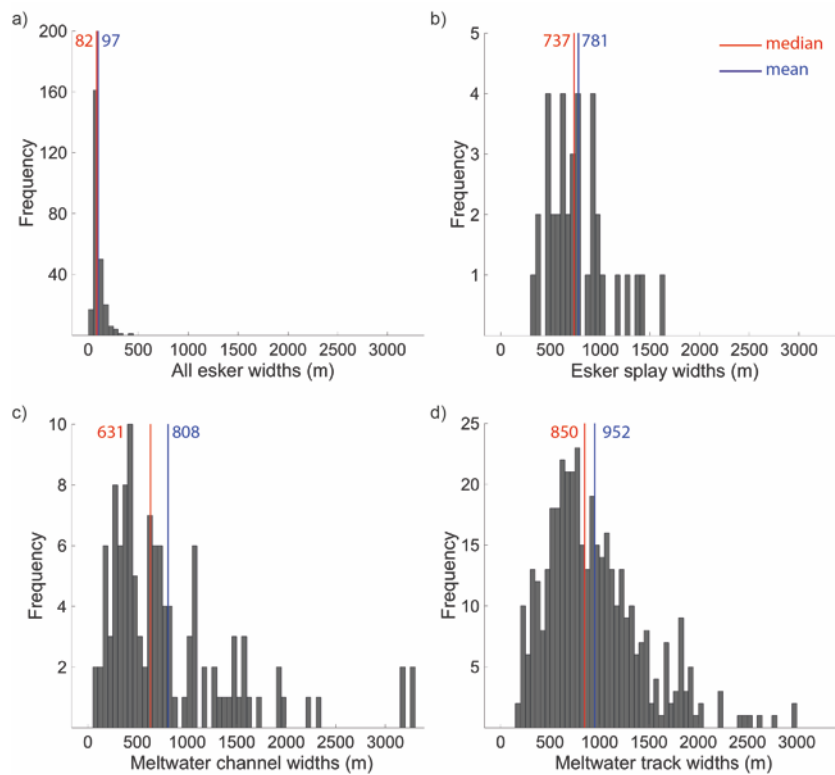 a)
82 97
200
160
120
80
40
Frequency
0 500 1000 1500 2000 2500 3000
All esker widths (m)
b)
737 781
median
mean
5
4
3
2
1
Frequency
0 500 1000 1500 2000 2500 3000
Esker splay widths (m)
c)
631 808
10
8
6
4
2
Frequency
0 500 1000 1500 2000 2500 3000
Meltwater channel widths (m)
d)
850 952
25
20
15
10
5
Frequency
0 500 1000 1500 2000 2500 3000
Meltwater track widths (m)